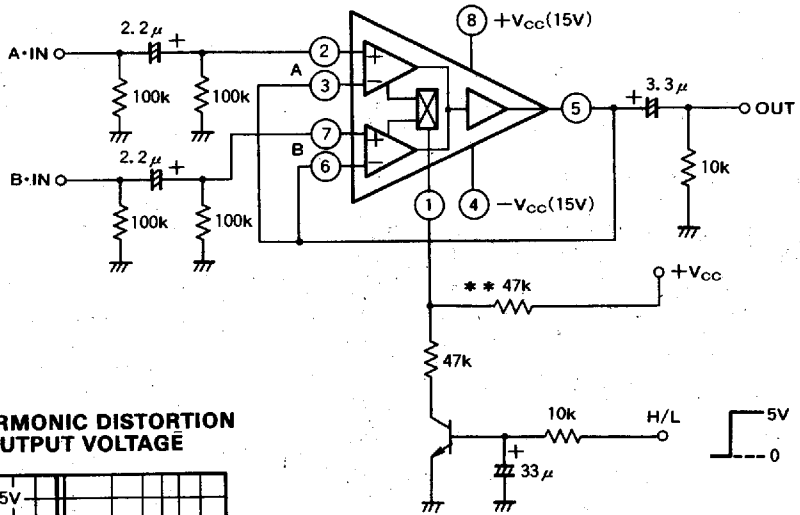 2.2μ +
A·IN
100k
100k
2
3
A
8 +VCC(15V)
5
+ 3.3μ
OUT
10k
2.2μ +
B·IN
100k
100k
7
6
B
1
4 -VCC(15V)
** 47k
+VCC
47k
10k
H/L
5V
0
+
33μ
RMONIC DISTORTION
UTPUT VOLTAGE
5V